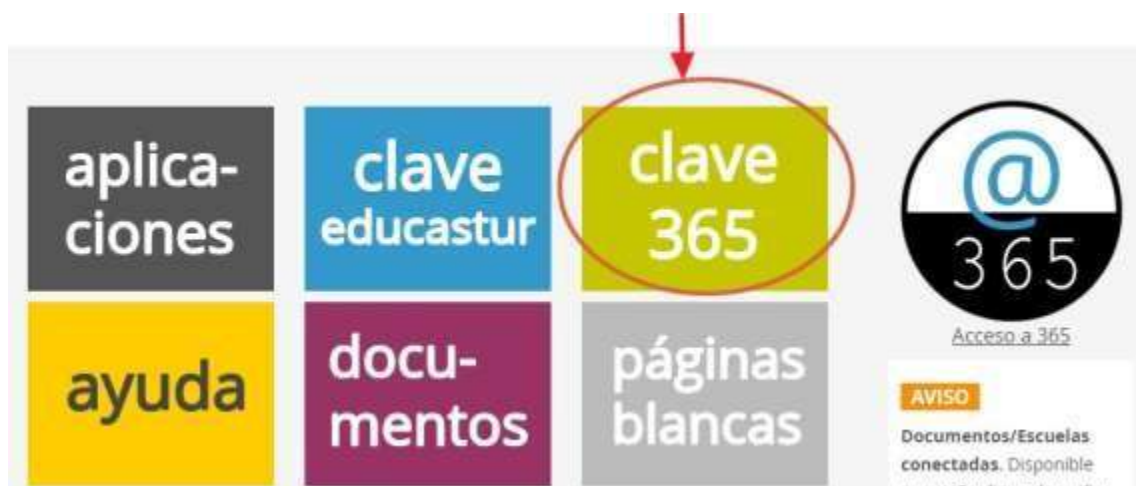 aplica-
ciones
clave
educastur
clave
365
@
365
Acceso a 365
ayuda
docu-
mentos
páginas
blancas
AVISO
Documentos/Escuelas
conectadas. Disponible